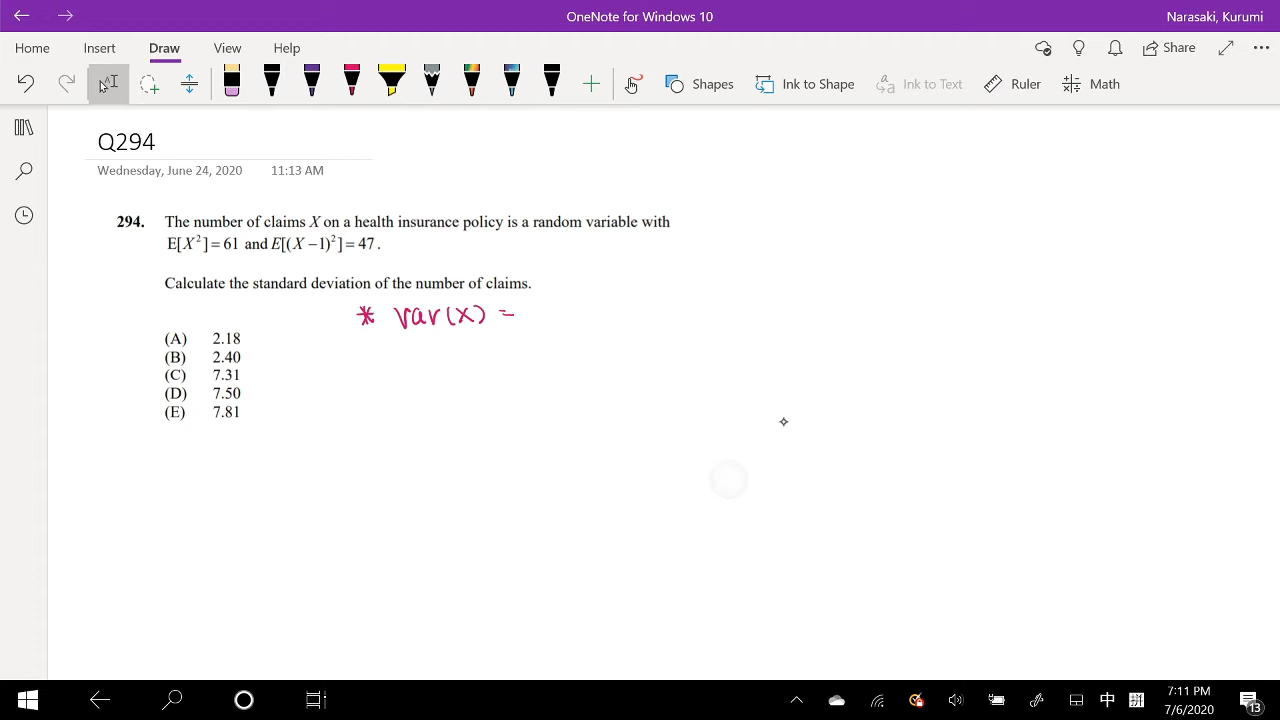 OneNote for Windows 10
Narasaki, Kurumi
Home Insert Draw View Help
Share
Shapes Ink to Shape Ink to Text Ruler Math
Q294
Wednesday, June 24, 2020 11:13 AM
294. The number of claims X on a health insurance policy is a random variable with
E[X²] = 61 and E[(X −1)²] = 47 .
Calculate the standard deviation of the number of claims.
* var(x) =
(A) 2.18
(B) 2.40
(C) 7.31
(D) 7.50
(E) 7.81
中
7:11 PM
7/6/2020
13